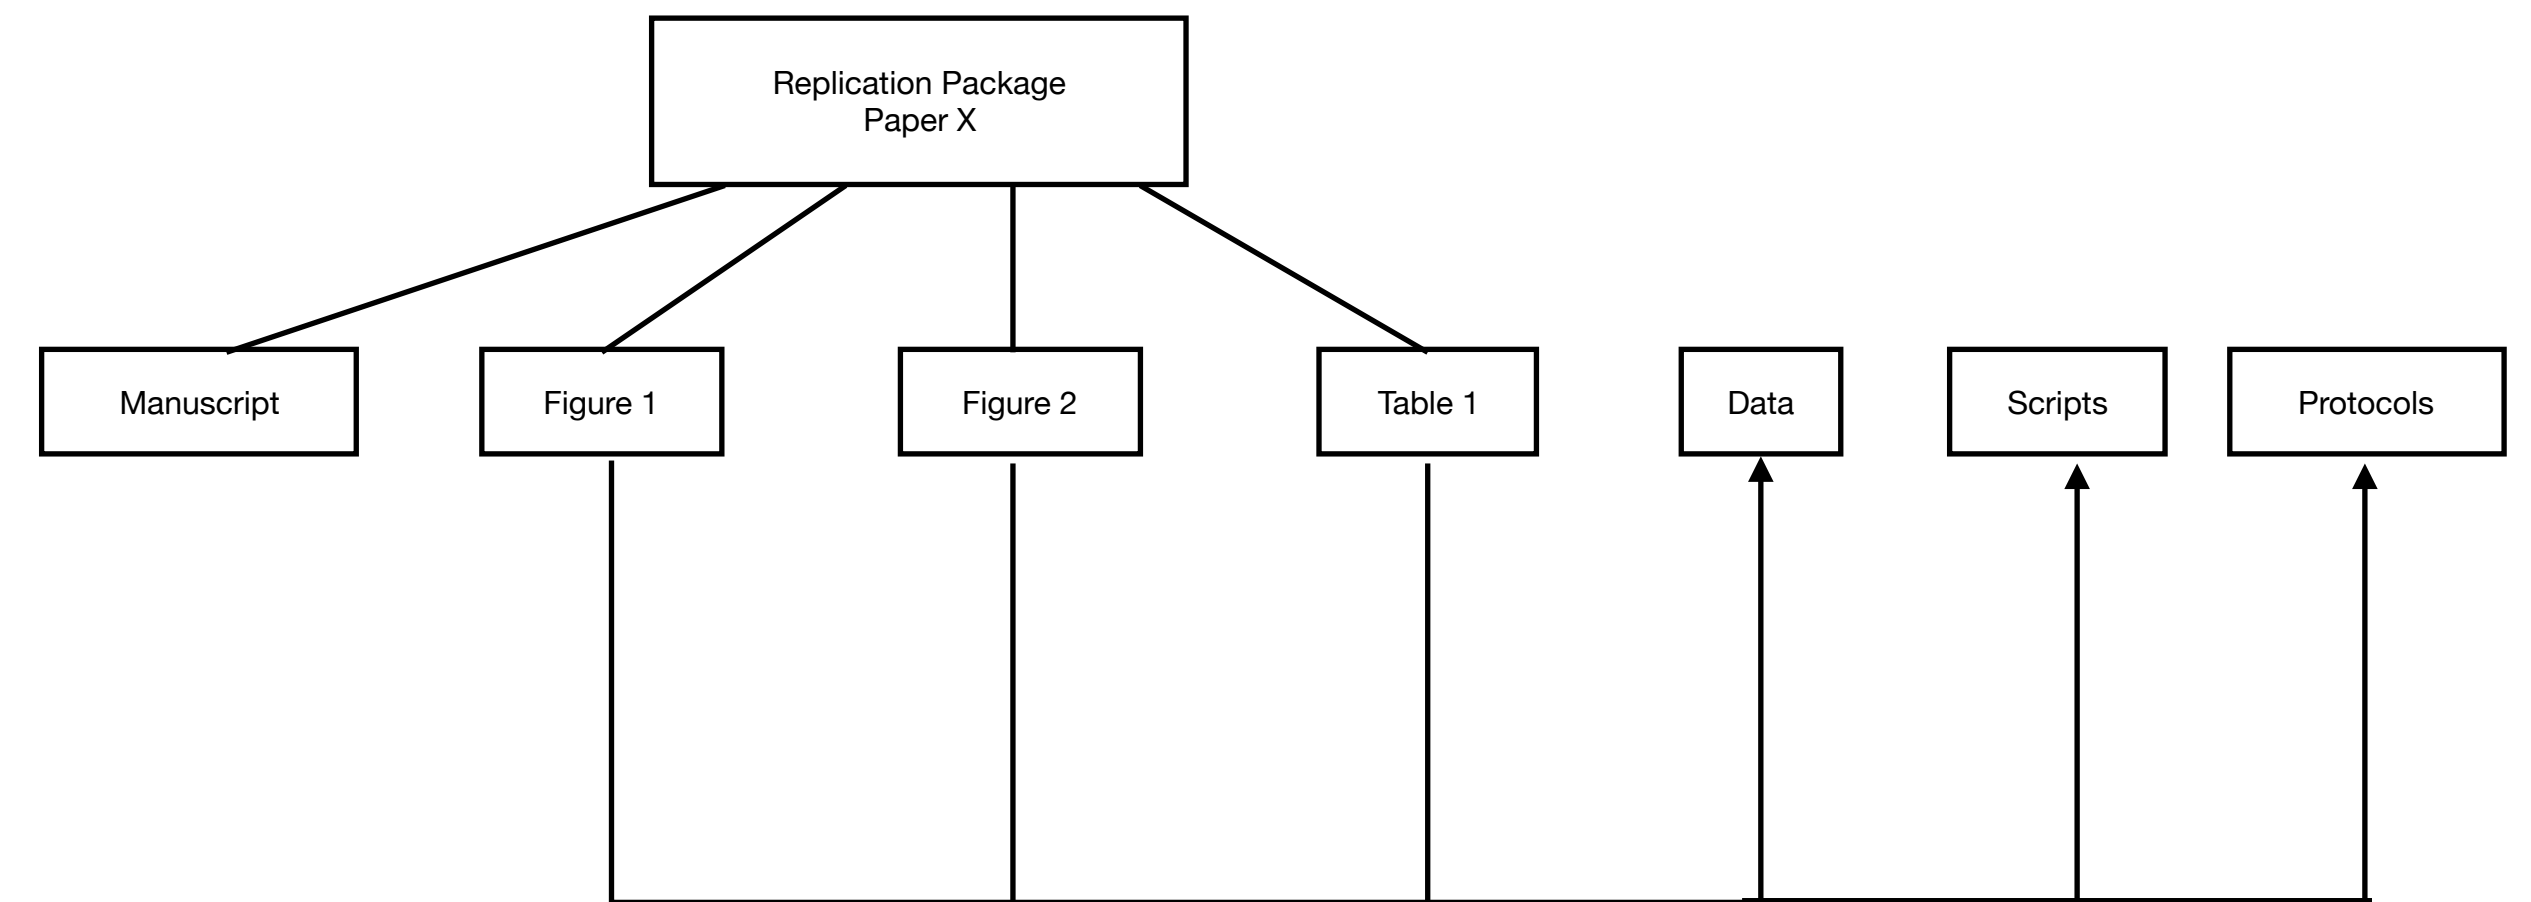 Replication Package
Paper X
Manuscript
Figure 1
Figure 2
Table 1
Data
Scripts
Protocols